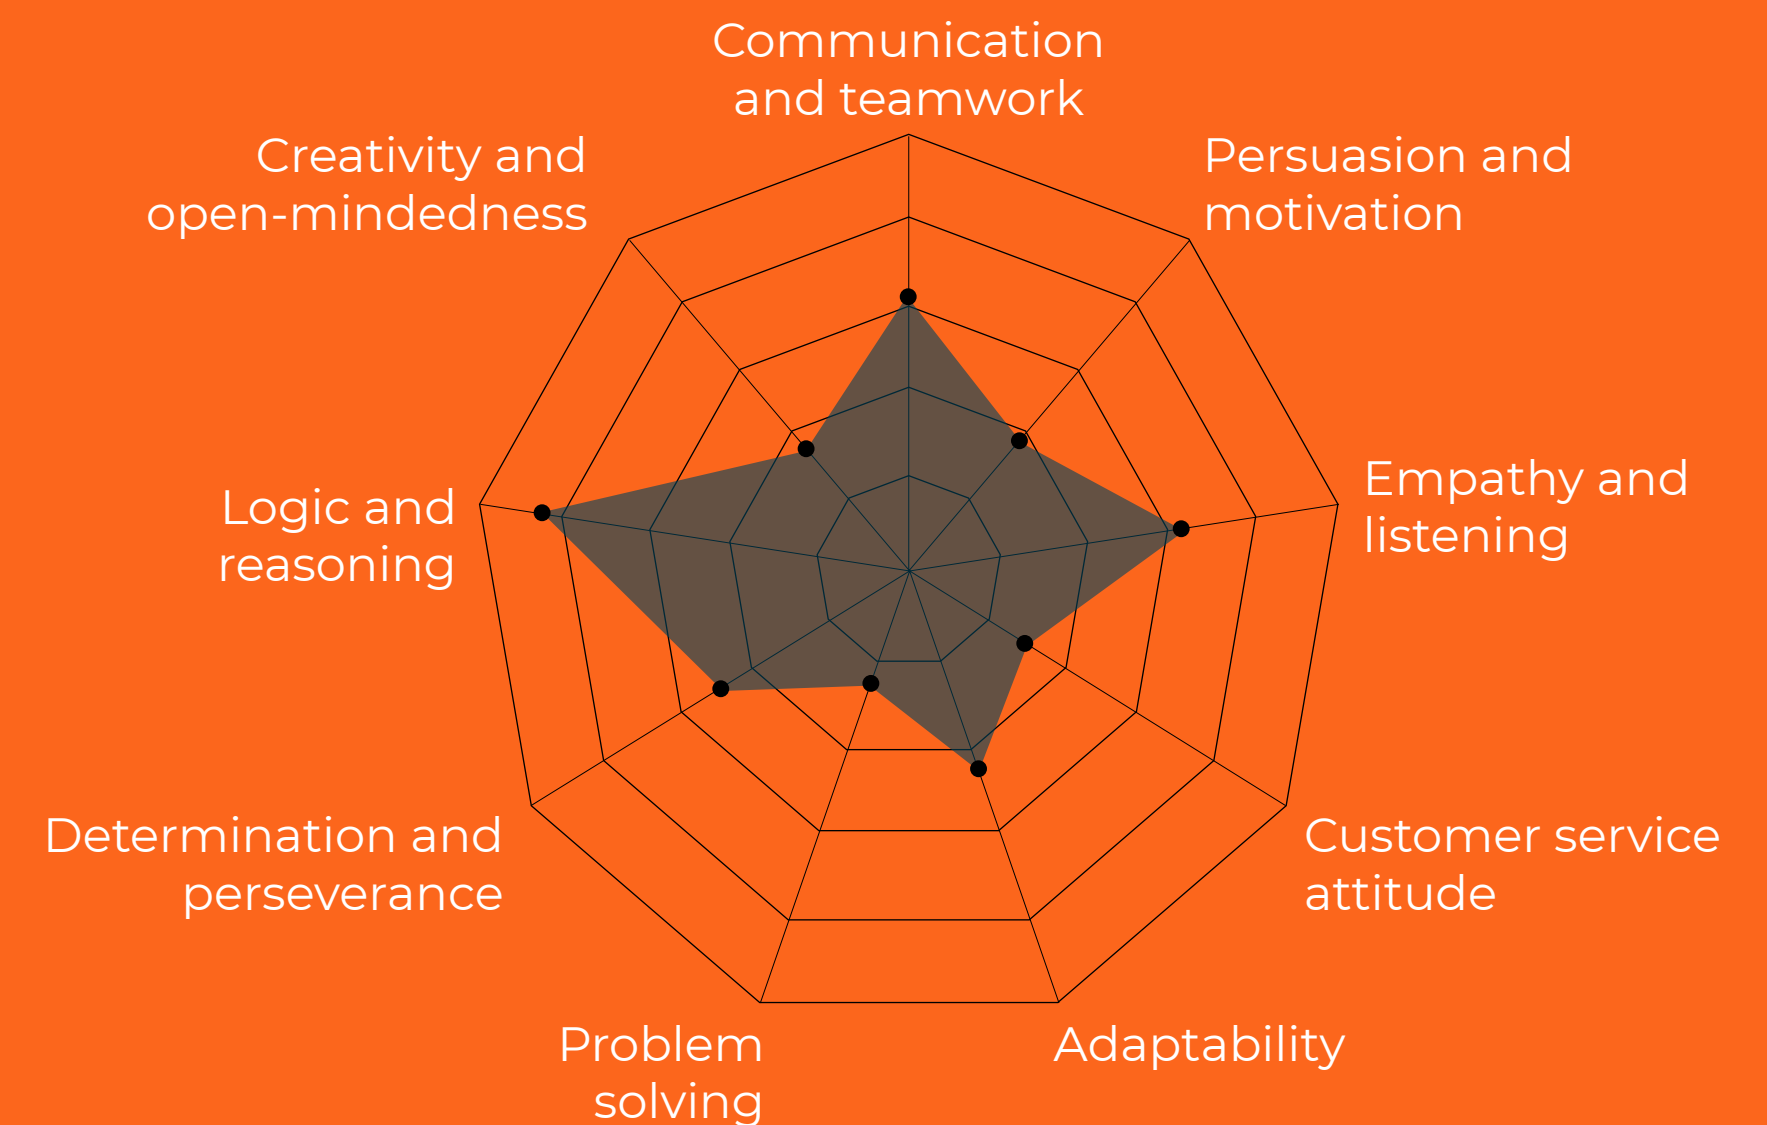 Communication
and teamwork
Creativity and
open-mindedness
Persuasion and
motivation
Empathy and
listening
Logic and
reasoning
Determination and
perseverance
Customer service
attitude
Problem
solving
Adaptability